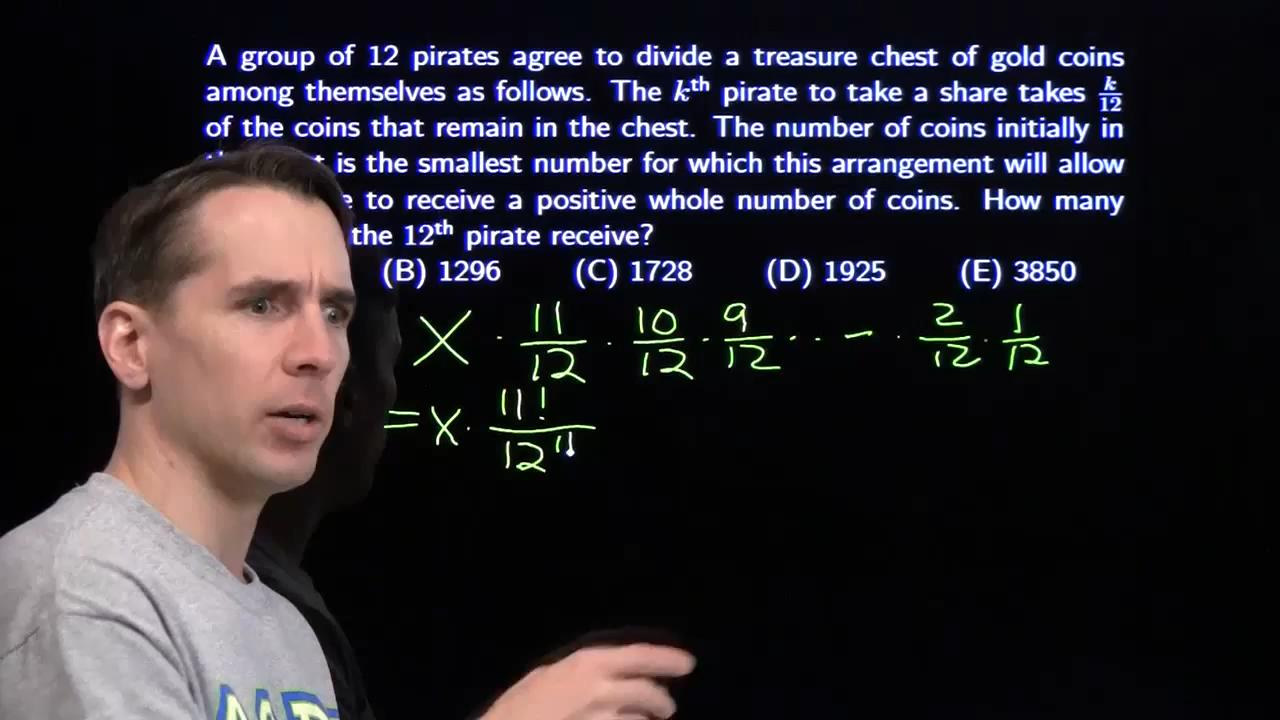 A group of 12 pirates agree to divide a treasure chest of gold coins
among themselves as follows. The kᵗʰ pirate to take a share takes k/12
of the coins that remain in the chest. The number of coins initially in
is the smallest number for which this arrangement will allow
to receive a positive whole number of coins. How many
the 12ᵗʰ pirate receive?
(B) 1296 (C) 1728 (D) 1925 (E) 3850
X · 11/12 · 10/12 · 9/12 · · – · 2/12 · 1/12
= X · 11!/12¹¹